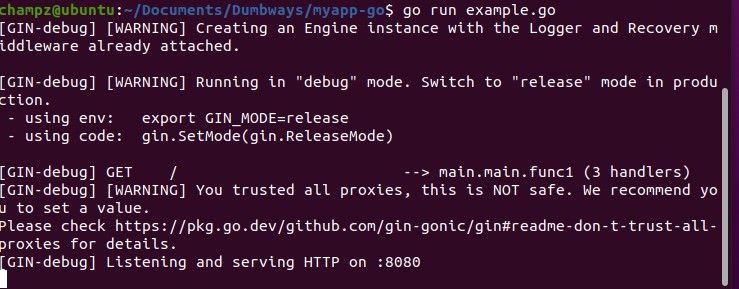 champz@ubuntu:~/Documents/Dumbways/myapp-go$ go run example.go
[GIN-debug] [WARNING] Creating an Engine instance with the Logger and Recovery m
iddleware already attached.
[GIN-debug] [WARNING] Running in "debug" mode. Switch to "release" mode in produ
ction.
 - using env:   export GIN_MODE=release
 - using code:  gin.SetMode(gin.ReleaseMode)
[GIN-debug] GET    /                         --> main.main.func1 (3 handlers)
[GIN-debug] [WARNING] You trusted all proxies, this is NOT safe. We recommend yo
u to set a value.
Please check https://pkg.go.dev/github.com/gin-gonic/gin#readme-don-t-trust-all-
proxies for details.
[GIN-debug] Listening and serving HTTP on :8080